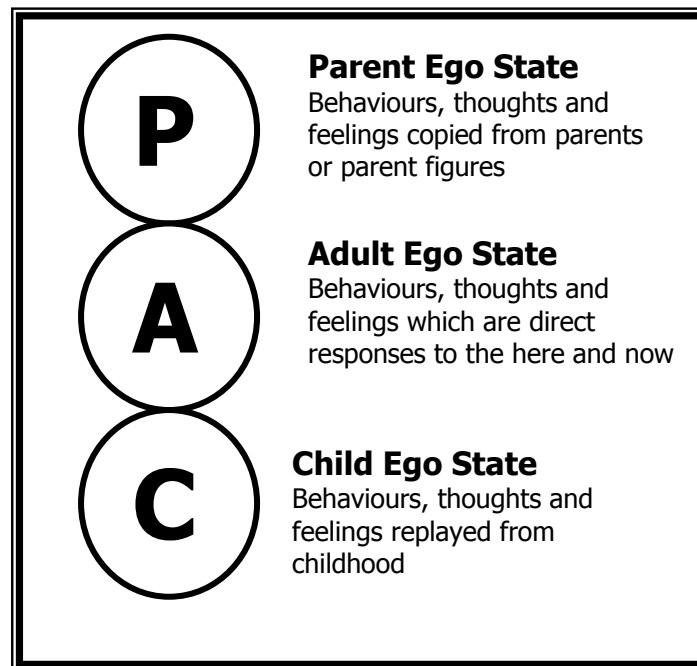 P
Parent Ego State
Behaviours, thoughts and
feelings copied from parents
or parent figures
A
Adult Ego State
Behaviours, thoughts and
feelings which are direct
responses to the here and now
C
Child Ego State
Behaviours, thoughts and
feelings replayed from
childhood